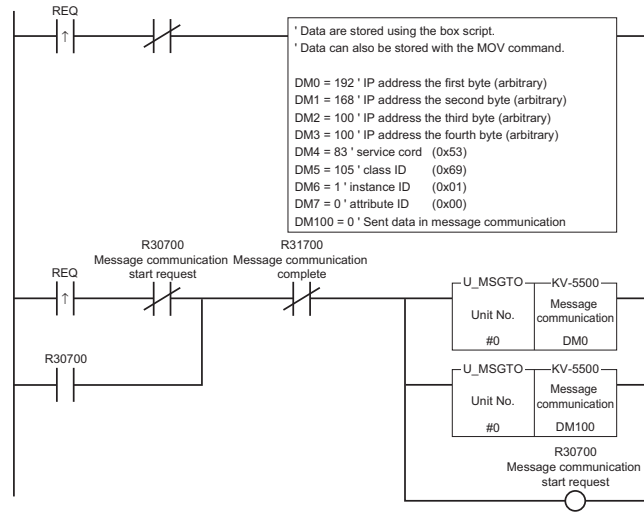 REQ
↑
' Data are stored using the box script.
' Data can also be stored with the MOV command.
DM0 = 192 ' IP address the first byte (arbitrary)
DM1 = 168 ' IP address the second byte (arbitrary)
DM2 = 100 ' IP address the third byte (arbitrary)
DM3 = 100 ' IP address the fourth byte (arbitrary)
DM4 = 83 ' service cord (0x53)
DM5 = 105 ' class ID (0x69)
DM6 = 1 ' instance ID (0x01)
DM7 = 0 ' attribute ID (0x00)
DM100 = 0 ' Sent data in message communication
REQ
↑
R30700
Message communication
start request
R31700
Message communication
complete
U_MSGTO KV-5500
Unit No.
#0
Message
communication
DM0
R30700
U_MSGTO KV-5500
Unit No.
#0
Message
communication
DM100
R30700
Message communication
start request